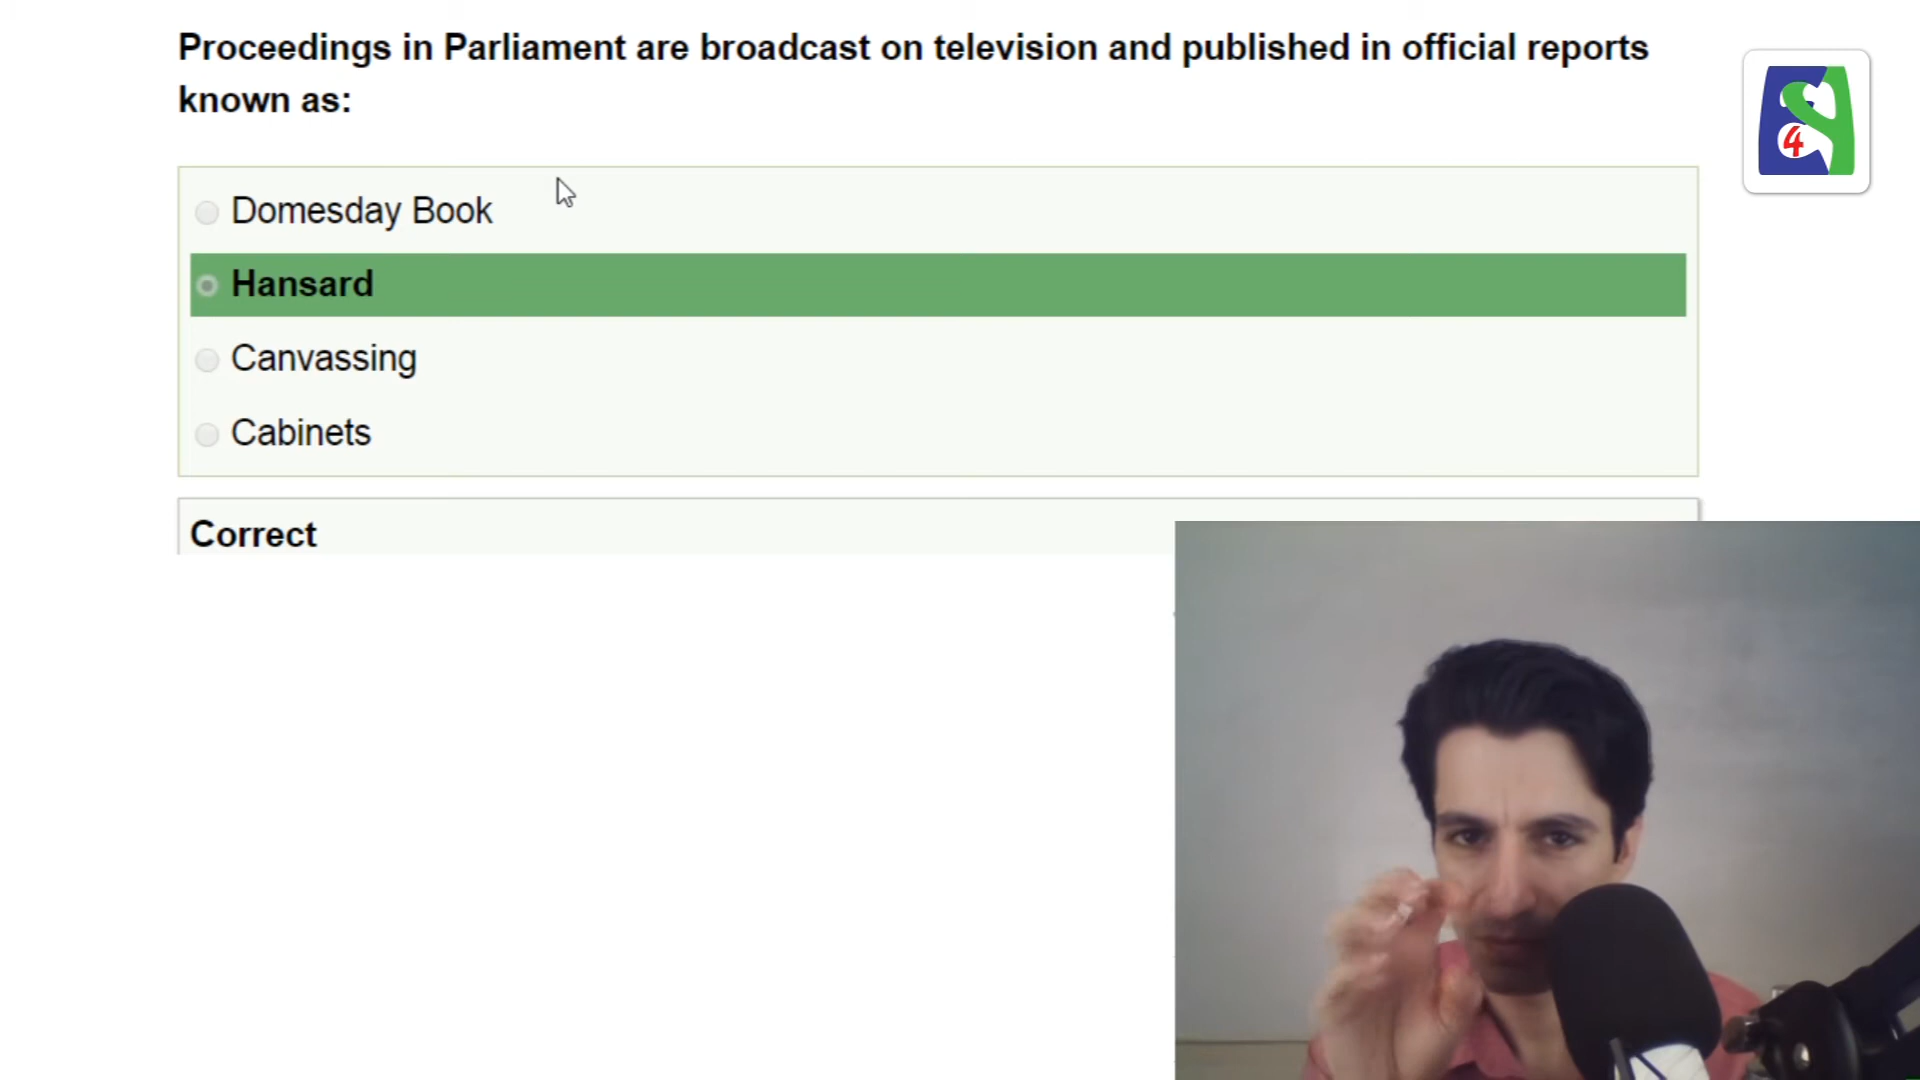 Proceedings in Parliament are broadcast on television and published in official reports
known as:
4
Domesday Book
Hansard
Canvassing
Cabinets
Correct